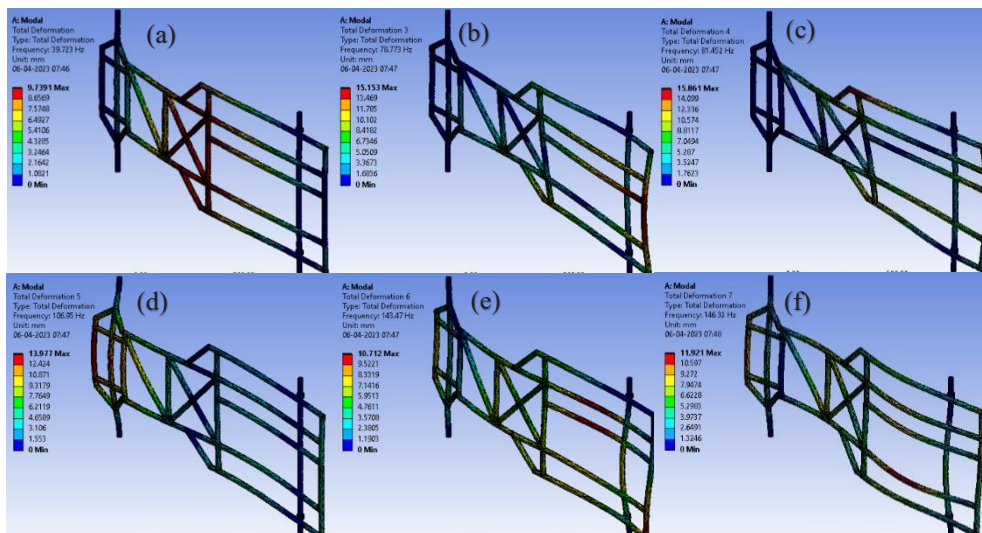 A: Modal
Total Deformation
Type: Total Deformation
Frequency: 39.723 Hz
Unit: mm
06-04-2023 07:46
(a)
9.7391 Max
8.6569
7.5748
6.4927
5.4106
4.3285
3.2464
2.1642
1.0821
0 Min
A: Modal
Total Deformation 3
Type: Total Deformation
Frequency: 78.773 Hz
Unit: mm
06-04-2023 07:47
(b)
15.153 Max
13.469
11.785
10.102
8.4182
6.7346
5.0509
3.3673
1.6836
0 Min
A: Modal
Total Deformation 4
Type: Total Deformation
Frequency: 81.452 Hz
Unit: mm
06-04-2023 07:47
(c)
15.861 Max
14.099
12.336
10.574
8.8117
7.0494
5.287
3.5247
1.7623
0 Min
A: Modal
Total Deformation 5
Type: Total Deformation
Frequency: 106.95 Hz
Unit: mm
06-04-2023 07:47
(d)
13.977 Max
12.424
10.871
9.3179
7.7649
6.2119
4.6589
3.106
1.553
0 Min
A: Modal
Total Deformation 6
Type: Total Deformation
Frequency: 143.47 Hz
Unit: mm
06-04-2023 07:47
(e)
10.712 Max
9.5221
8.3319
7.1416
5.9513
4.7611
3.5708
2.3805
1.1903
0 Min
A: Modal
Total Deformation 7
Type: Total Deformation
Frequency: 146.32 Hz
Unit: mm
06-04-2023 07:48
(f)
11.921 Max
10.597
9.272
7.9474
6.6228
5.2983
3.9737
2.6491
1.3246
0 Min